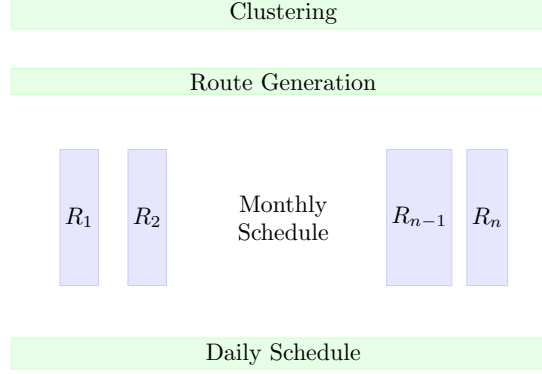 Clustering
Route Generation
R₁ R₂ Monthly Schedule Rₙ₋₁ Rₙ
Daily Schedule